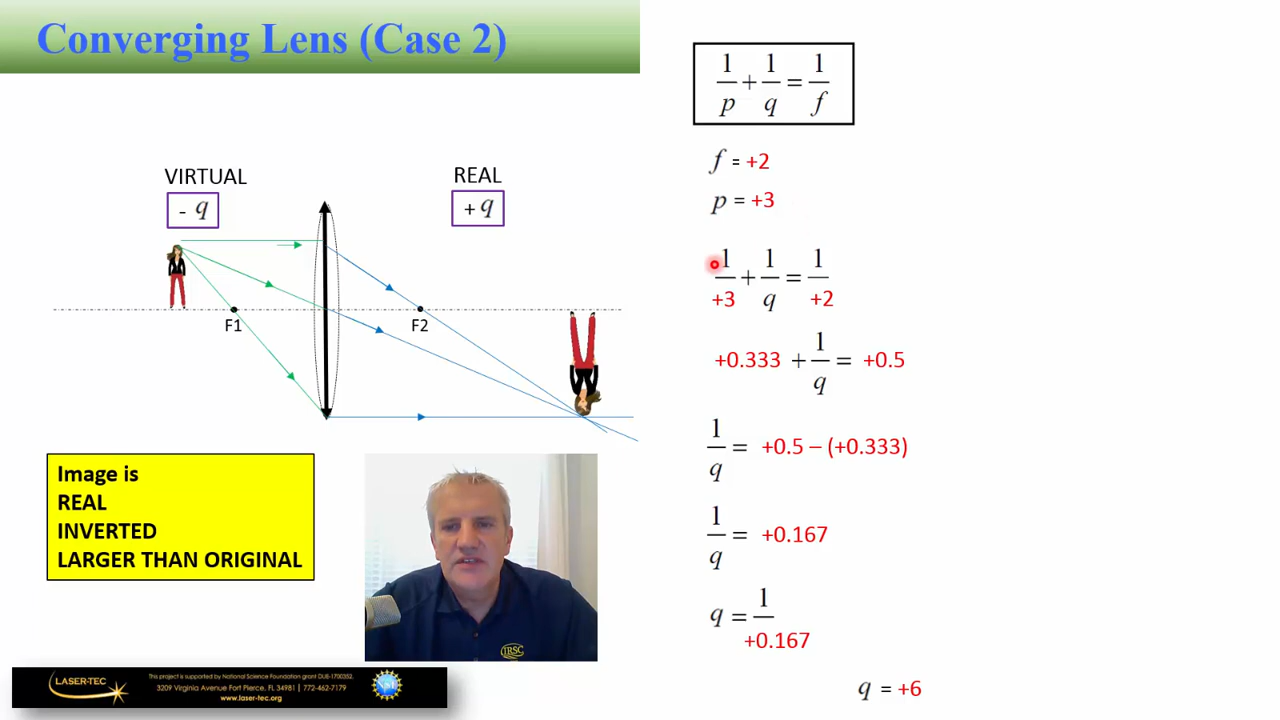 Converging Lens (Case 2)
VIRTUAL
- q
REAL
+ q
F1
F2
Image is
REAL
INVERTED
LARGER THAN ORIGINAL
1/p + 1/q = 1/f
f = +2
p = +3
1/+3 + 1/q = 1/+2
+0.333 + 1/q = +0.5
1/q = +0.5 – (+0.333)
1/q = +0.167
q = 1/+0.167
q = +6
IRSC
LASER-TEC
This project is supported by National Science Foundation grant DUE-1700352.
3209 Virginia Avenue Fort Pierce, FL 34981 | 772-462-7179
www.laser-tec.org
NSF